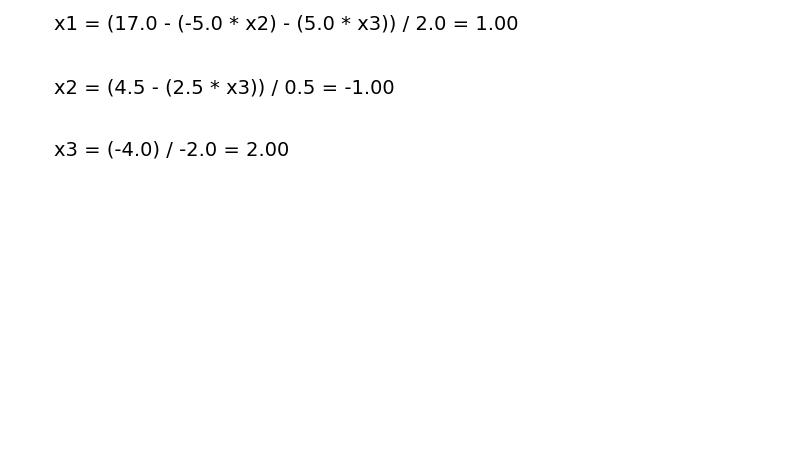 x1 = (17.0 - (-5.0 * x2) - (5.0 * x3)) / 2.0 = 1.00
x2 = (4.5 - (2.5 * x3)) / 0.5 = -1.00
x3 = (-4.0) / -2.0 = 2.00